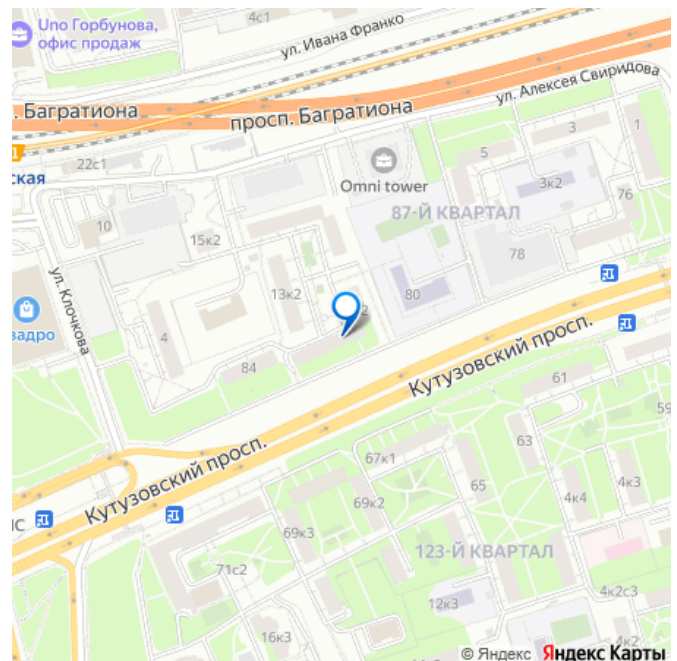 4с1
Uno Горбунова,
офис продаж
ул. Ивана Франко
. Багратиона
просп. Багратиона
ул. Алексея Свиридова
1
ская
22с1
Omni tower
5
3
1
3к2
76
87-Й КВАРТАЛ
10
15к2
78
ул. Клочкова
13к2
80
2
вадро
4
84
Кутузовский просп.
61
59
63
67к1
Кутузовский просп.
65
69к2
4к4
4к3
ИС
69к3
123-Й КВАРТАЛ
71с2
12к3
4к2с3
16к3
4к2
© Яндекс Яндекс Карты